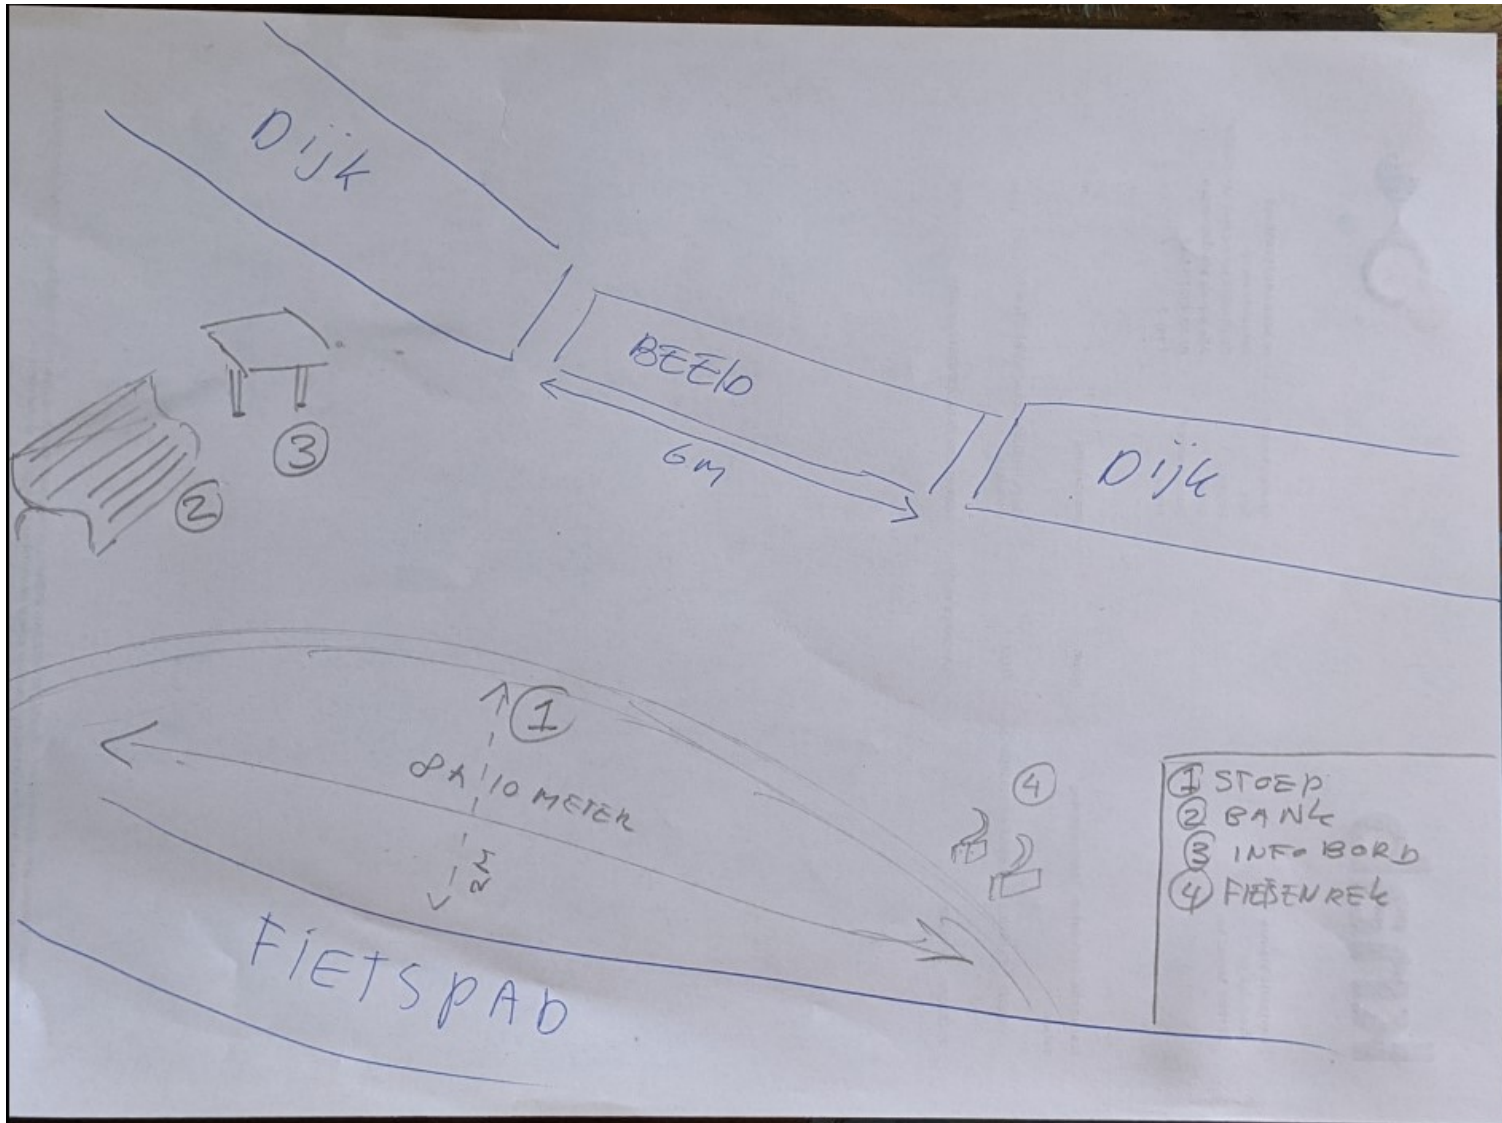 Dijk
BEELD
6M
Dijk
3
2
1
8 A 10 METER
2M
4
1 STOEP
2 BANK
3 INFO BORD
4 FIETSENREK
FIETSPAD